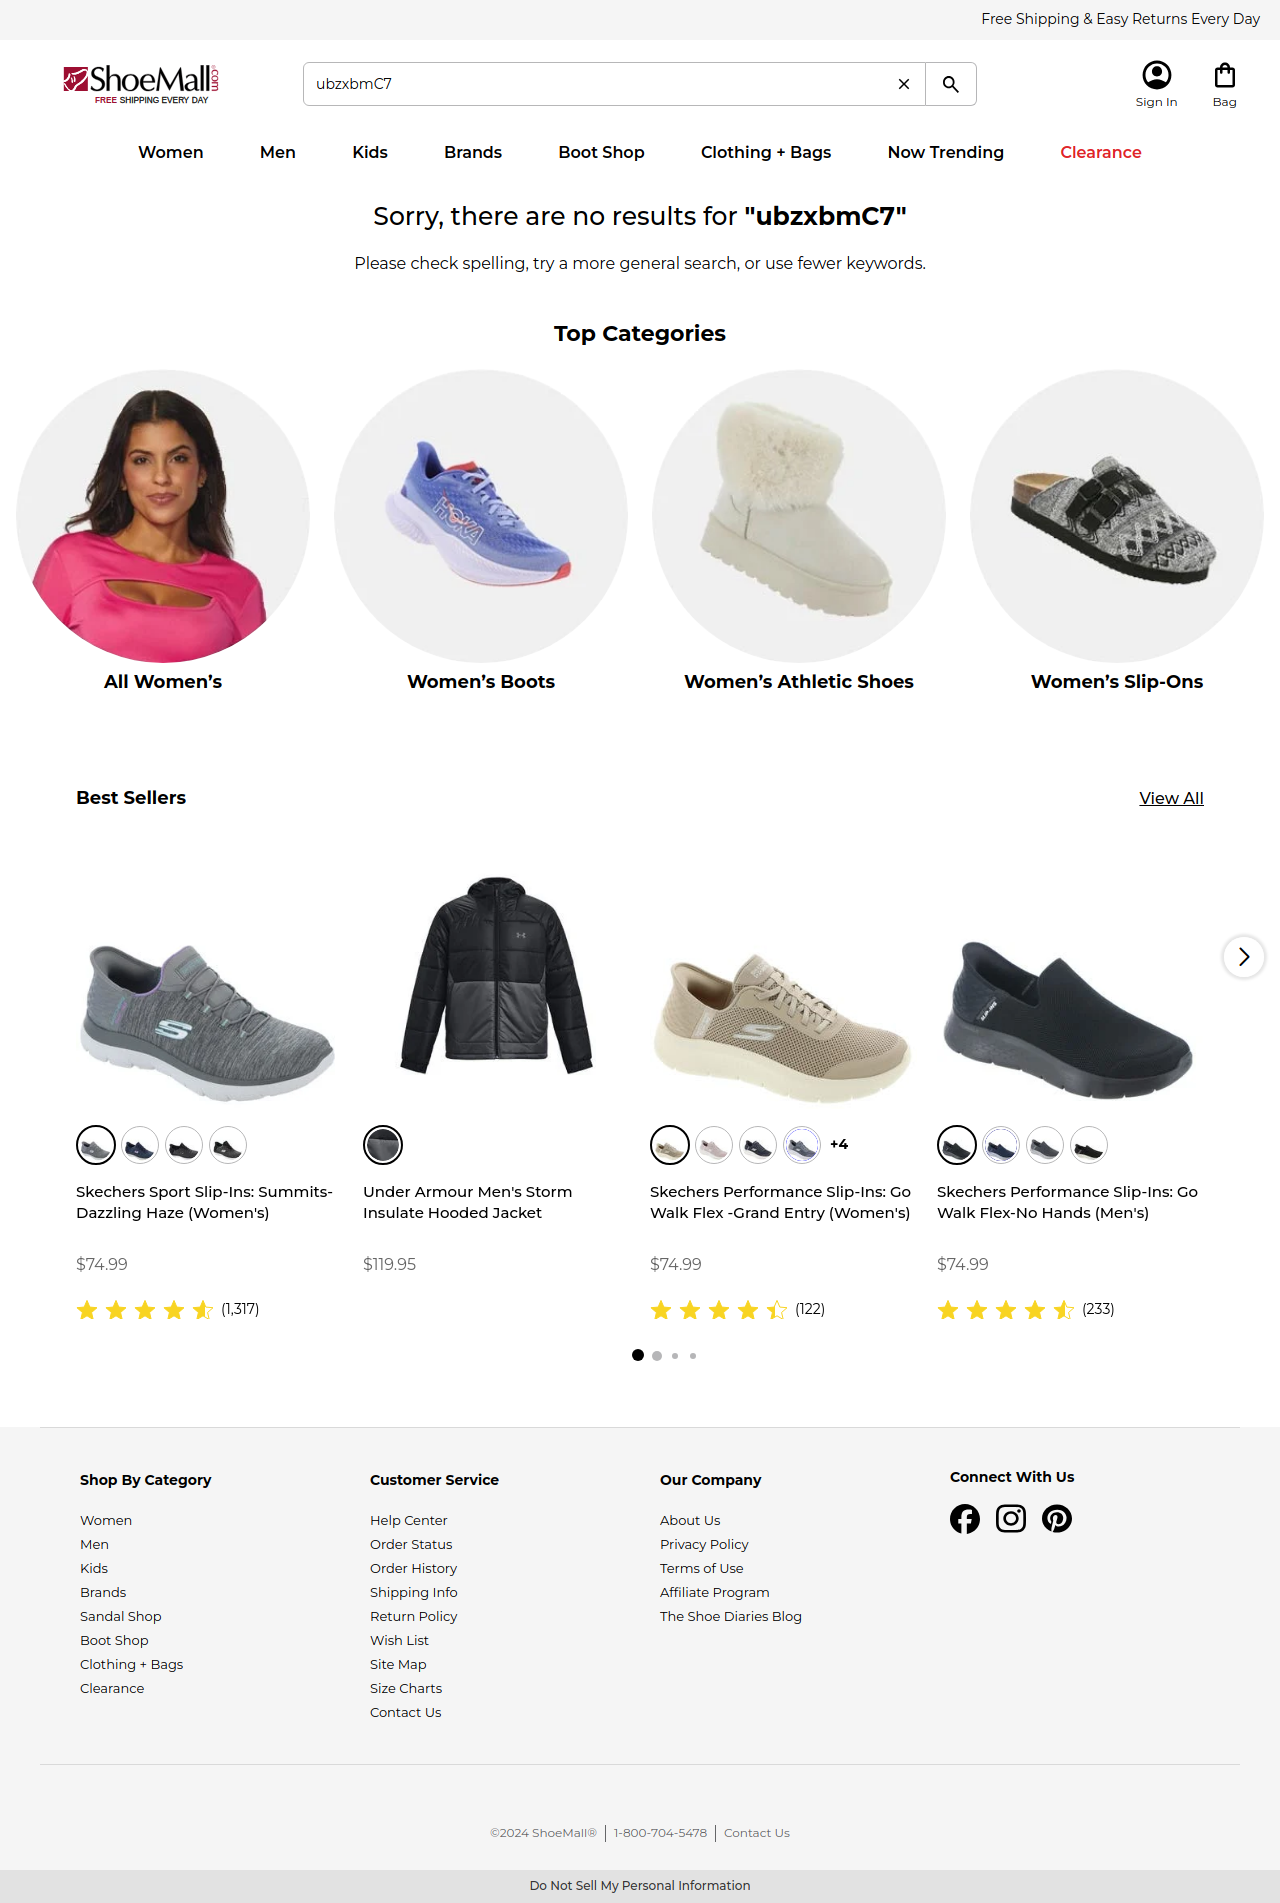 Free Shipping & Easy Returns Every Day
ShoeMall.com
FREE SHIPPING EVERY DAY
ubzxbmC7
Sign In
Bag
Women
Men
Kids
Brands
Boot Shop
Clothing + Bags
Now Trending
Clearance
Sorry, there are no results for "ubzxbmC7"
Please check spelling, try a more general search, or use fewer keywords.
Top Categories
HOKA
All Women’s
Women’s Boots
Women’s Athletic Shoes
Women’s Slip-Ons
Best Sellers
View All
+4
Skechers Sport Slip-Ins: Summits-
Dazzling Haze (Women's)
$74.99
(1,317)
Under Armour Men's Storm
Insulate Hooded Jacket
$119.95
Skechers Performance Slip-Ins: Go
Walk Flex -Grand Entry (Women's)
$74.99
(122)
Skechers Performance Slip-Ins: Go
Walk Flex-No Hands (Men's)
$74.99
(233)
Shop By Category
Women
Men
Kids
Brands
Sandal Shop
Boot Shop
Clothing + Bags
Clearance
Customer Service
Help Center
Order Status
Order History
Shipping Info
Return Policy
Wish List
Site Map
Size Charts
Contact Us
Our Company
About Us
Privacy Policy
Terms of Use
Affiliate Program
The Shoe Diaries Blog
Connect With Us
©2024 ShoeMall® | 1-800-704-5478 | Contact Us
Do Not Sell My Personal Information